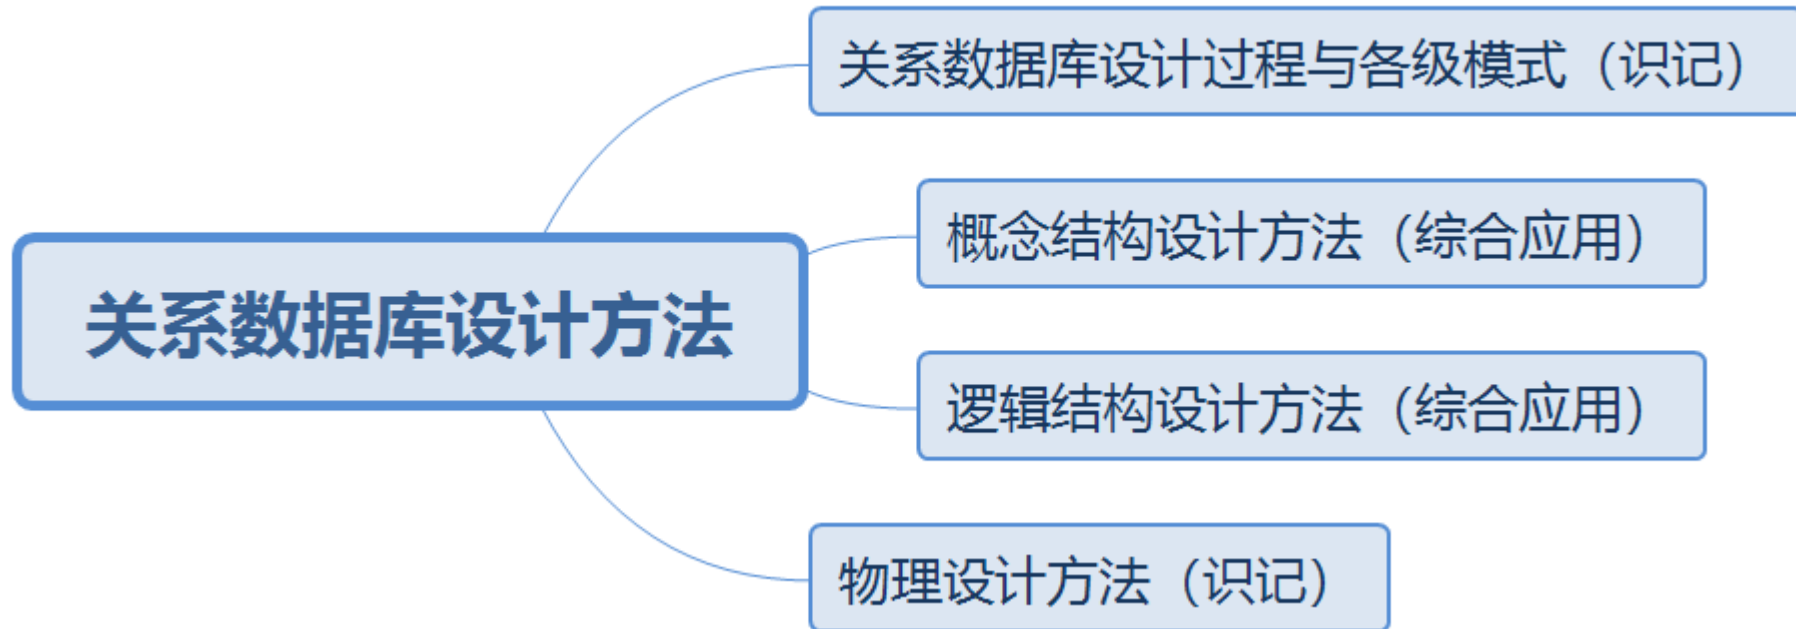 关系数据库设计过程与各级模式（识记）
概念结构设计方法（综合应用）
关系数据库设计方法
逻辑结构设计方法（综合应用）
物理设计方法（识记）